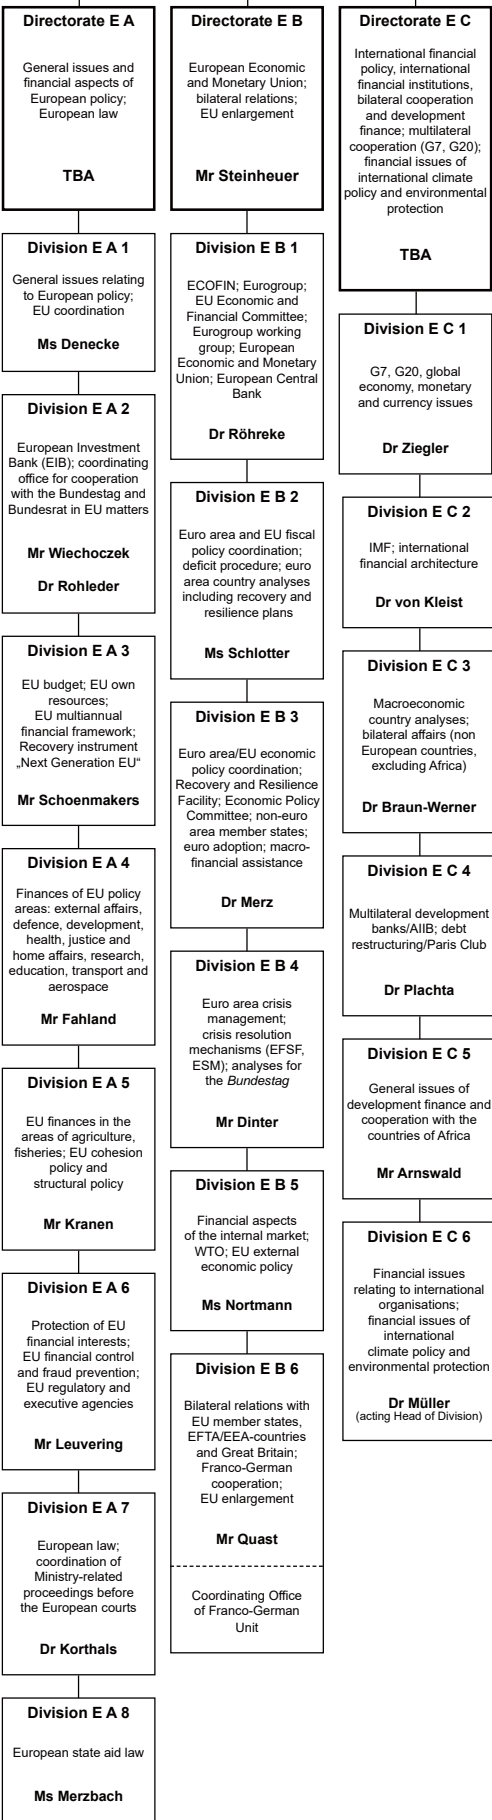 Directorate E A
General issues and
financial aspects of
European policy;
European law
TBA
Division E A 1
General issues relating
to European policy;
EU coordination
Ms Denecke
Division E A 2
European Investment
Bank (EIB); coordinating
office for cooperation
with the Bundestag and
Bundesrat in EU matters
Mr Wiechoczek
Dr Rohleder
Division E A 3
EU budget; EU own
resources;
EU multiannual
financial framework;
Recovery instrument
„Next Generation EU“
Mr Schoenmakers
Division E A 4
Finances of EU policy
areas: external affairs,
defence, development,
health, justice and
home affairs, research,
education, transport and
aerospace
Mr Fahland
Division E A 5
EU finances in the
areas of agriculture,
fisheries; EU cohesion
policy and
structural policy
Mr Kranen
Division E A 6
Protection of EU
financial interests;
EU financial control
and fraud prevention;
EU regulatory and
executive agencies
Mr Leuvering
Division E A 7
European law;
coordination of
Ministry-related
proceedings before
the European courts
Dr Korthals
Division E A 8
European state aid law
Ms Merzbach
Directorate E B
European Economic
and Monetary Union;
bilateral relations;
EU enlargement
Mr Steinheuer
Division E B 1
ECOFIN; Eurogroup;
EU Economic and
Financial Committee;
Eurogroup working
group; European
Economic and Monetary
Union; European Central
Bank
Dr Röhreke
Division E B 2
Euro area and EU fiscal
policy coordination;
deficit procedure; euro
area country analyses
including recovery and
resilience plans
Ms Schlotter
Division E B 3
Euro area/EU economic
policy coordination;
Recovery and Resilience
Facility; Economic Policy
Committee; non-euro
area member states;
euro adoption; macro-
financial assistance
Dr Merz
Division E B 4
Euro area crisis
management;
crisis resolution
mechanisms (EFSF,
ESM); analyses for
the Bundestag
Mr Dinter
Division E B 5
Financial aspects
of the internal market;
WTO; EU external
economic policy
Ms Nortmann
Division E B 6
Bilateral relations with
EU member states,
EFTA/EEA-countries
and Great Britain;
Franco-German
cooperation;
EU enlargement
Mr Quast
Coordinating Office
of Franco-German
Unit
Directorate E C
International financial
policy, international
financial institutions,
bilateral cooperation
and development
finance; multilateral
cooperation (G7, G20);
financial issues of
international climate
policy and environmental
protection
TBA
Division E C 1
G7, G20, global
economy, monetary
and currency issues
Dr Ziegler
Division E C 2
IMF; international
financial architecture
Dr von Kleist
Division E C 3
Macroeconomic
country analyses;
bilateral affairs (non
European countries,
excluding Africa)
Dr Braun-Werner
Division E C 4
Multilateral development
banks/AIIB; debt
restructuring/Paris Club
Dr Plachta
Division E C 5
General issues of
development finance and
cooperation with the
countries of Africa
Mr Arnswald
Division E C 6
Financial issues
relating to international
organisations;
financial issues of
international
climate policy and
environmental protection
Dr Müller
(acting Head of Division)